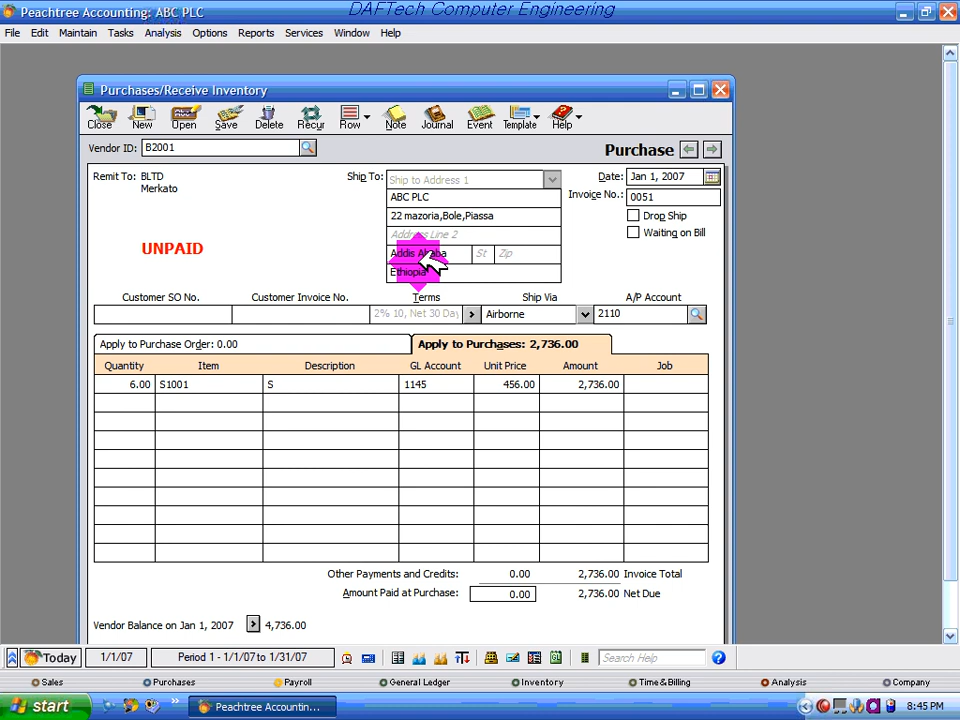 Peachtree Accounting: ABC PLC
DAFTech Computer Engineering
File Edit Maintain Tasks Analysis Options Reports Services Window Help
Purchases/Receive Inventory
Close New Open Save Delete Recur Row Note Journal Event Template Help
Vendor ID: B2001
Purchase
Remit To: BLTD
Merkato
Ship To: Ship to Address 1
ABC PLC
22 mazoria,Bole,Piassa
Address Line 2
Addis Ababa St Zip
Ethiopia
Date: Jan 1, 2007
Invoice No.: 0051
Drop Ship
Waiting on Bill
UNPAID
Customer SO No. Customer Invoice No. Terms Ship Via A/P Account
2% 10, Net 30 Day Airborne 2110
Apply to Purchase Order: 0.00 Apply to Purchases: 2,736.00
Quantity Item Description GL Account Unit Price Amount Job
6.00 S1001 S 1145 456.00 2,736.00
Other Payments and Credits: 0.00 2,736.00 Invoice Total
Amount Paid at Purchase: 0.00 2,736.00 Net Due
Vendor Balance on Jan 1, 2007 4,736.00
Today 1/1/07 Period 1 - 1/1/07 to 1/31/07 Search Help
Sales Purchases Payroll General Ledger Inventory Time & Billing Analysis Company
start Peachtree Accountin... 8:45 PM